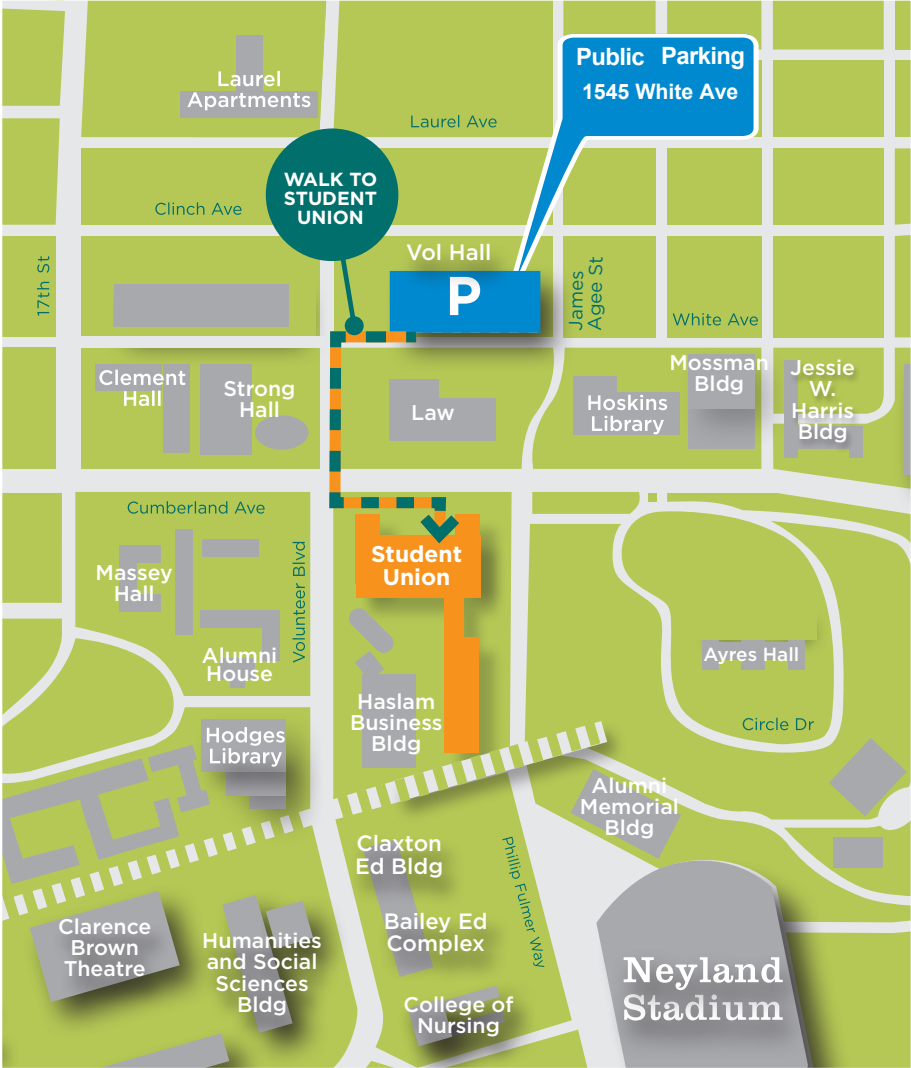 Public Parking
1545 White Ave
Laurel
Apartments
Laurel Ave
WALK TO
STUDENT
UNION
Clinch Ave
Vol Hall
P
17th St
James
Agee St
White Ave
Clement
Hall
Strong
Hall
Law
Hoskins
Library
Mossman
Bldg
Jessie
W.
Harris
Bldg
Cumberland Ave
Student
Union
Massey
Hall
Volunteer Blvd
Alumni
House
Ayres Hall
Haslam
Business
Bldg
Circle Dr
Hodges
Library
Alumni
Memorial
Bldg
Claxton
Ed Bldg
Phillip Fulmer Way
Clarence
Brown
Theatre
Humanities
and Social
Sciences
Bldg
Bailey Ed
Complex
Neyland
Stadium
College of
Nursing